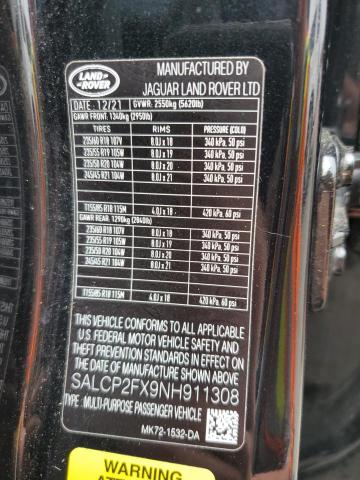 LAND
ROVER
MANUFACTURED BY
JAGUAR LAND ROVER LTD
DATE : 12/21 GVWR: 2550kg (5620lb)
GAWR FRONT: 1340kg (2950lb)
TIRES RIMS PRESSURE (COLD)
235/60 R18 107V 8.0J x 18 340 kPa, 50 psi
235/55 R19 105W 8.0J x 19 340 kPa, 50 psi
235/50 R20 104W 8.0J x 20 340 kPa, 50 psi
245/45 R21 104W 8.0J x 21 340 kPa, 50 psi
T155/85 R18 115M 4.0J x 18 420 kPa, 60 psi
GAWR REAR: 1290kg (2840lb)
235/60 R18 107V 8.0J x 18 340 kPa, 50 psi
235/55 R19 105W 8.0J x 19 340 kPa, 50 psi
235/50 R20 104W 8.0J x 20 340 kPa, 50 psi
245/45 R21 104W 8.0J x 21 340 kPa, 50 psi
T155/85 R18 115M 4.0J x 18 420 kPa, 60 psi
THIS VEHICLE CONFORMS TO ALL APPLICABLE
U.S. FEDERAL MOTOR VEHICLE SAFETY AND
THEFT PREVENTION STANDARDS IN EFFECT ON THE
DATE OF MANUFACTURE SHOWN ABOVE
SALCP2FX9NH911308
TYPE : MULTI-PURPOSE PASSENGER VEHICLE
MK72-1532-DA
WARNING